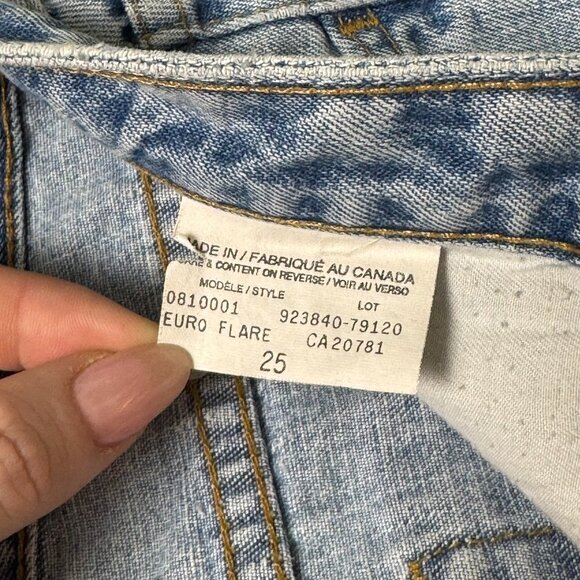 MADE IN / FABRIQUÉ AU CANADA
CARE & CONTENT ON REVERSE / VOIR AU VERSO
MODÈLE / STYLE LOT
0810001 923840-79120
EURO FLARE CA20781
25